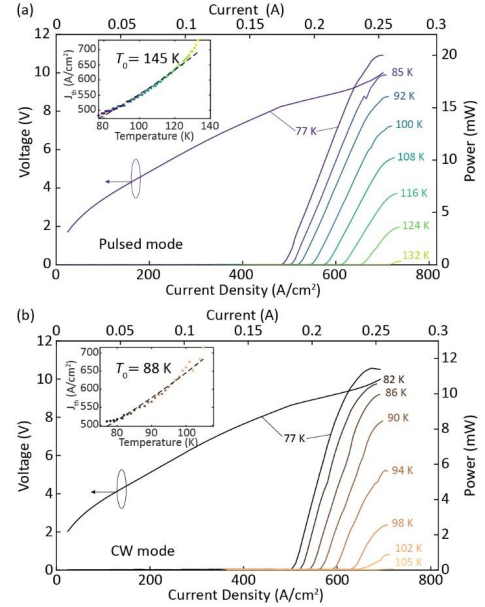 (a)
Current (A)
0 0.05 0.1 0.15 0.2 0.25 0.3
12
10
8
6
4
2
0
Voltage (V)
700
650
600
550
500
Jth (A/cm²)
T₀= 145 K
80 100 120 140
Temperature (K)
77 K
85 K
92 K
100 K
108 K
116 K
124 K
132 K
20
15
10
5
0
Power (mW)
Pulsed mode
0 200 400 600 800
Current Density (A/cm²)
(b)
Current (A)
0 0.05 0.1 0.15 0.2 0.25 0.3
12
10
8
6
4
2
0
Voltage (V)
700
650
600
550
500
Jth (A/cm²)
T₀= 88 K
80 90 100
Temperature (K)
77 K
82 K
86 K
90 K
94 K
98 K
102 K
105 K
12
10
8
6
4
2
0
Power (mW)
CW mode
0 200 400 600 800
Current Density (A/cm²)